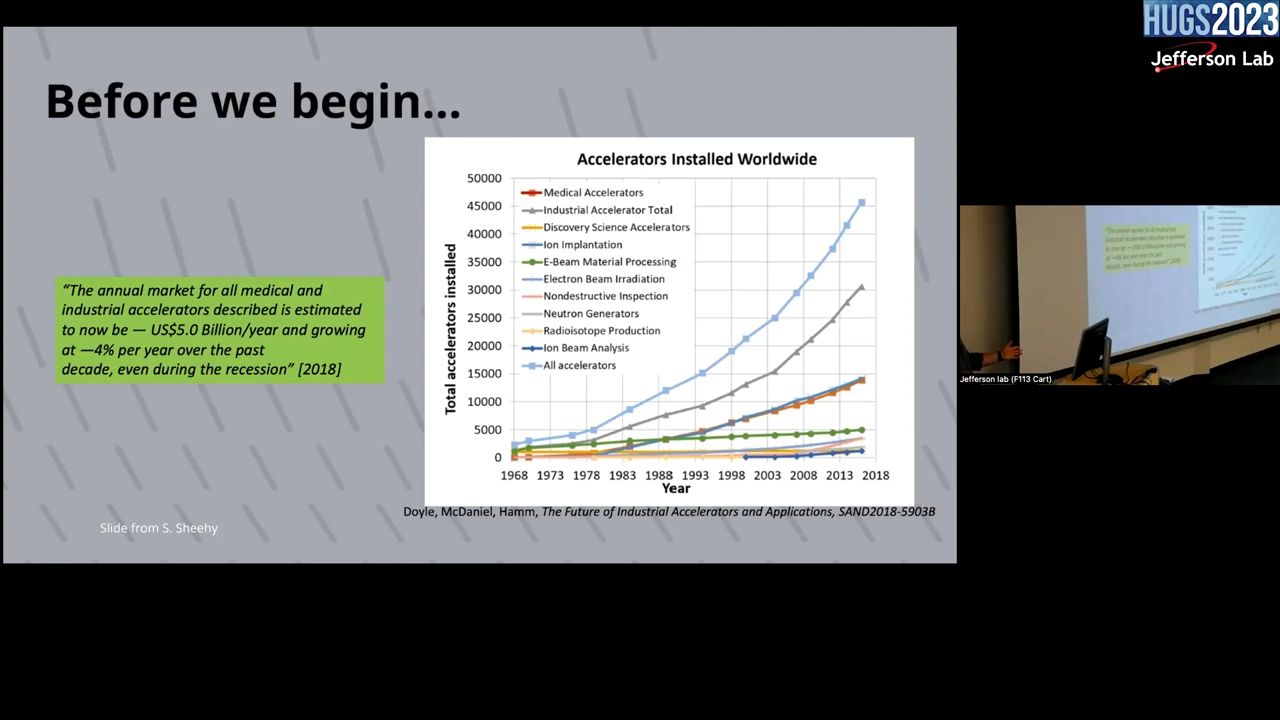 HUGS2023
Jefferson Lab
Before we begin...
“The annual market for all medical and
industrial accelerators described is estimated
to now be — US$5.0 Billion/year and growing
at —4% per year over the past
decade, even during the recession” [2018]
Accelerators Installed Worldwide
Total accelerators installed
50000
45000
40000
35000
30000
25000
20000
15000
10000
5000
0
Medical Accelerators
Industrial Accelerator Total
Discovery Science Accelerators
Ion Implantation
E-Beam Material Processing
Electron Beam Irradiation
Nondestructive Inspection
Neutron Generators
Radioisotope Production
Ion Beam Analysis
All accelerators
1968 1973 1978 1983 1988 1993 1998 2003 2008 2013 2018
Year
Doyle, McDaniel, Hamm, The Future of Industrial Accelerators and Applications, SAND2018-5903B
Slide from S. Sheehy
Jefferson lab (F113 Cart)